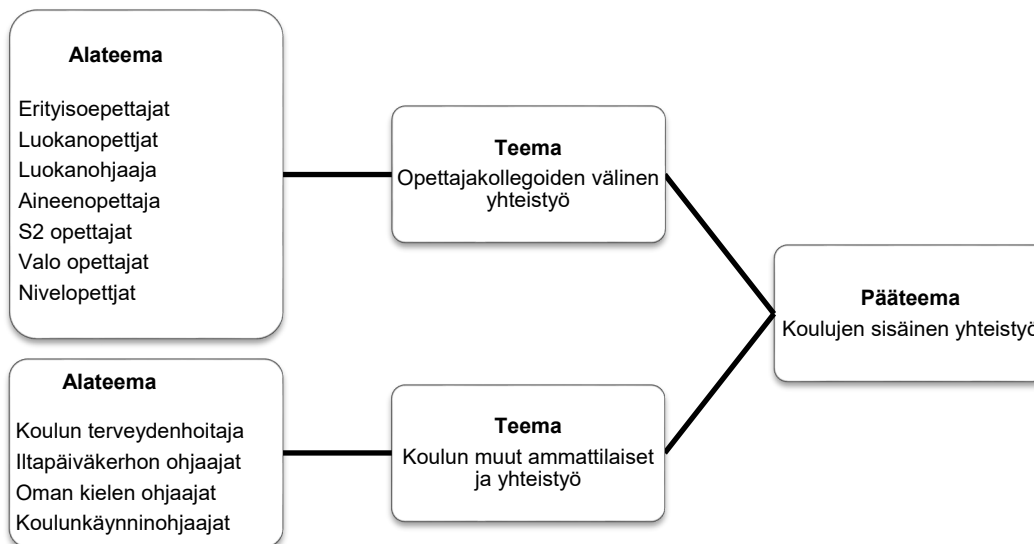 Alateema
Erityisoepettajat
Luokanopettjat
Luokanohjaaja
Aineenopettaja
S2 opettajat
Valo opettajat
Nivelopettjat
Teema
Opettajakollegoiden välinen
yhteistyö
Pääteema
Koulujen sisäinen yhteistyö
Alateema
Koulun terveydenhoitaja
Iltapäiväkerhon ohjaajat
Oman kielen ohjaajat
Koulunkäynninohjaajat
Teema
Koulun muut ammattilaiset
ja yhteistyö